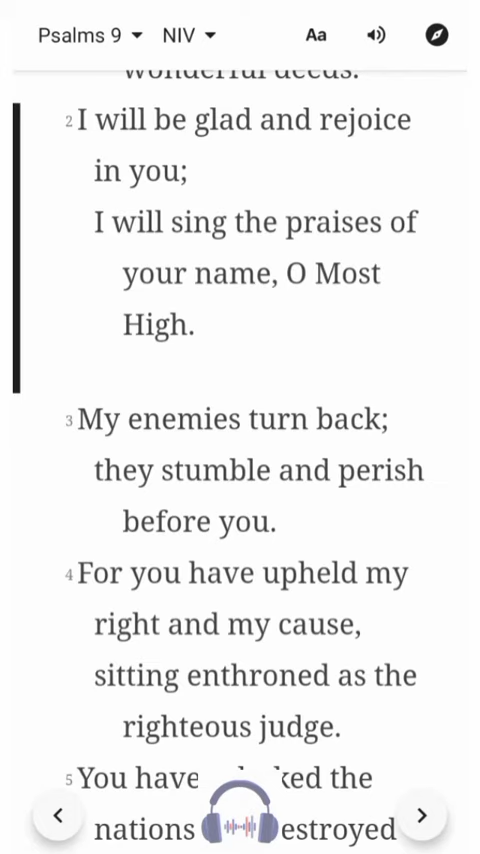 Psalms 9 NIV Aa
wonderful deeds.
2 I will be glad and rejoice
in you;
I will sing the praises of
your name, O Most
High.
3 My enemies turn back;
they stumble and perish
before you.
4 For you have upheld my
right and my cause,
sitting enthroned as the
righteous judge.
5 You have the
nations